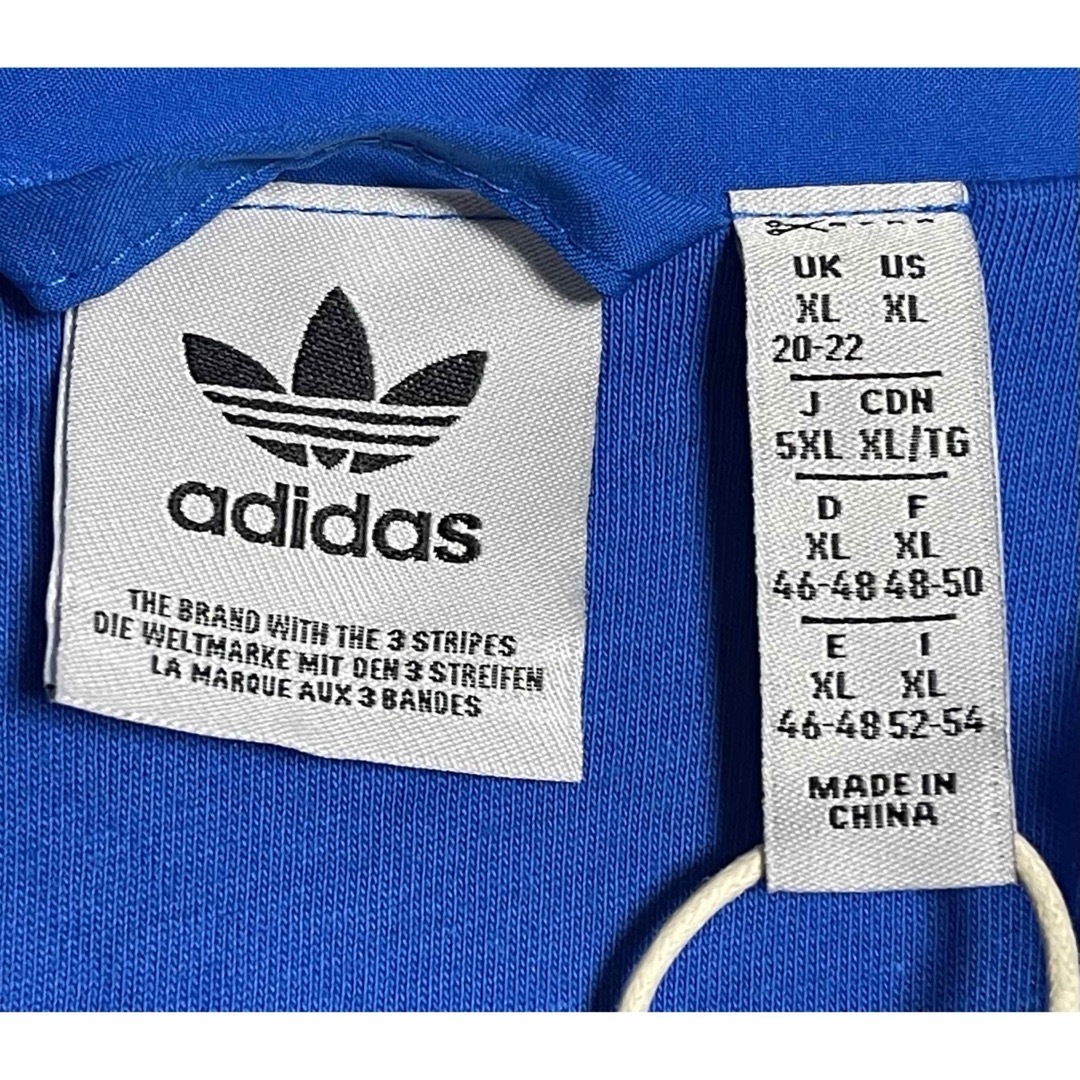 adidas
THE BRAND WITH THE 3 STRIPES
DIE WELTMARKE MIT DEN 3 STREIFEN
LA MARQUE AUX 3 BANDES
UK US
XL XL
20-22
J CDN
5XL XL/TG
D F
XL XL
46-48 48-50
E I
XL XL
46-48 52-54
MADE IN
CHINA